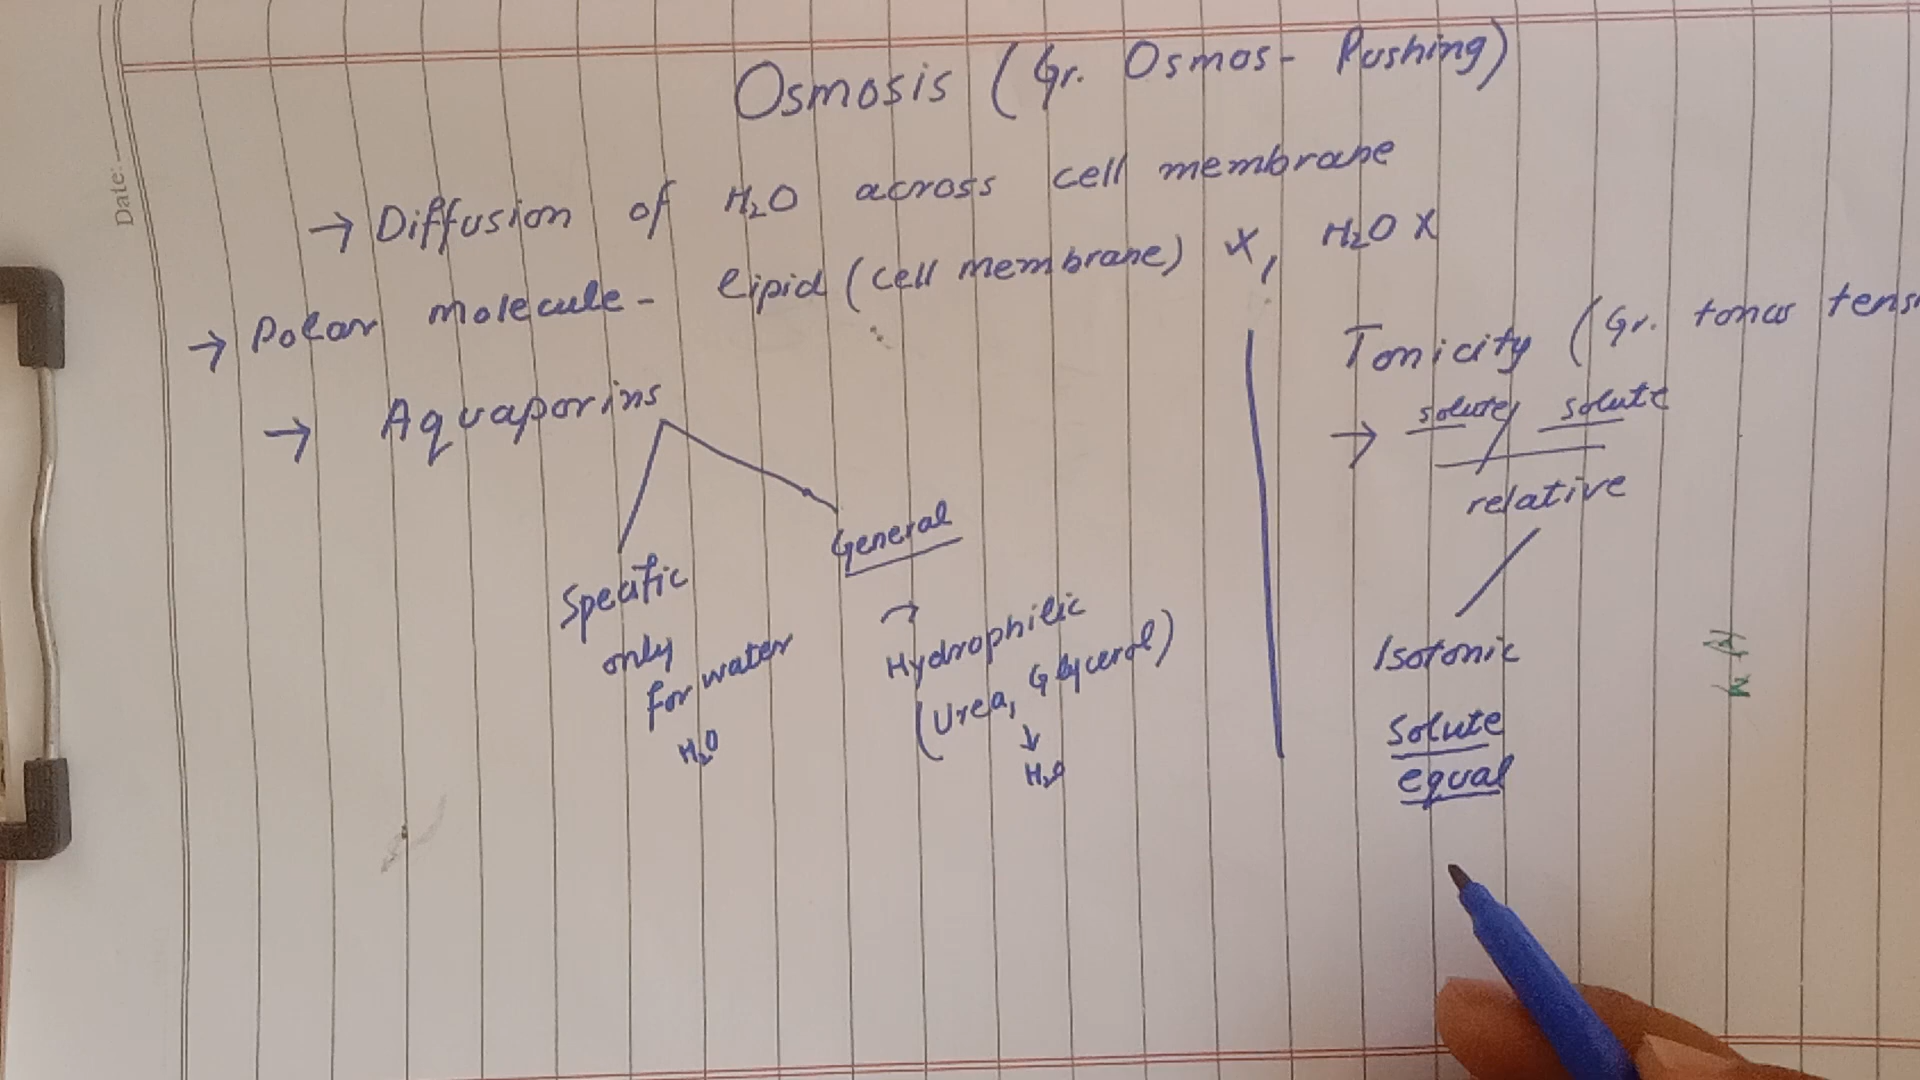 Date:
Osmosis (Gr. Osmos- Pushing)
→ Diffusion of H₂O across cell membrane
→ Polar molecule - lipid (cell membrane) X, H₂O X
→ Aquaporins
Specific
only
for water
H₂O
General
→
Hydrophilic
(Urea, Glycerol)
↓
H₂O
Tonicity (Gr. tonus tens
→ solute/ solute
relative
Isotonic
solute
equal